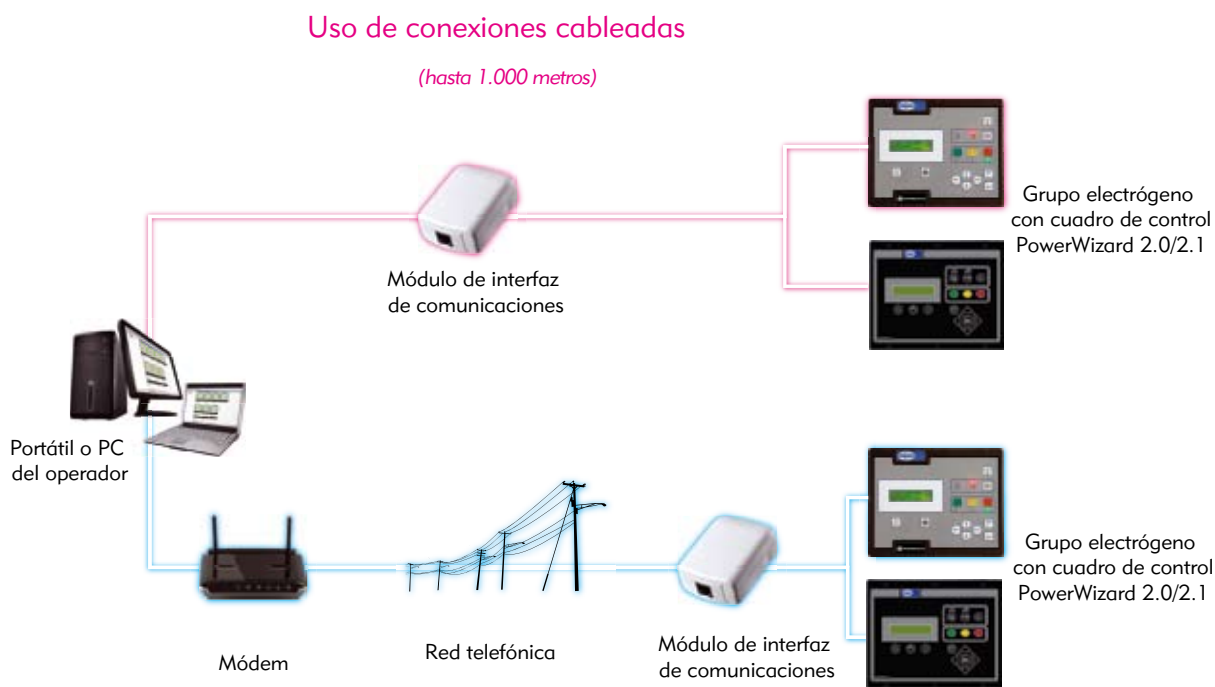 Uso de conexiones cableadas
(hasta 1.000 metros)
Grupo electrógeno
con cuadro de control
PowerWizard 2.0/2.1
Módulo de interfaz
de comunicaciones
Portátil o PC
del operador
Grupo electrógeno
con cuadro de control
PowerWizard 2.0/2.1
Módem
Red telefónica
Módulo de interfaz
de comunicaciones